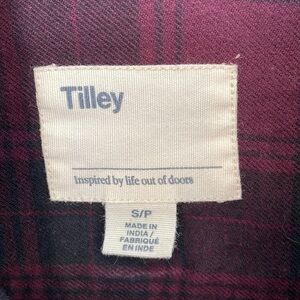 Tilley
Inspired by life out of doors
S/P
MADE IN
INDIA /
FABRIQUÉ
EN INDE